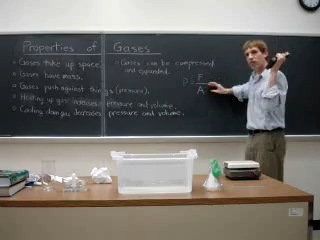 Properties of Gases
Gases take up space.
Gases have mass.
Gases push against things (pressure).
Heating up gas increases pressure and volume.
Cooling down gas decreases pressure and volume.
Gases can be compressed
and expanded.
P = F
A